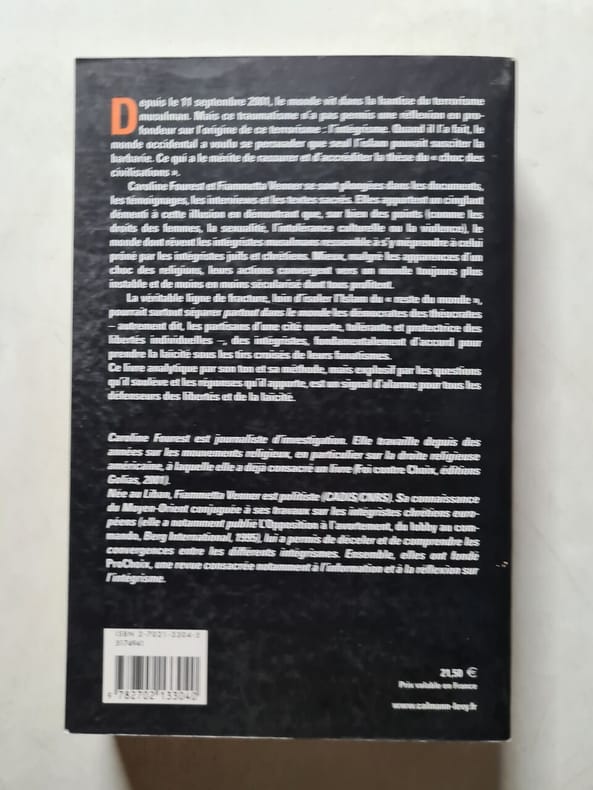 Depuis le 11 septembre 2001, le monde vit dans la hantise du terrorisme
musulman. Mais ce traumatisme n'a pas permis une réflexion en pro-
fondeur sur l'origine de ce terrorisme : l'intégrisme. Quand il l'a fait, le
monde occidental a voulu se persuader que seul l'islam pouvait susciter la
barbarie. Ce qui a le mérite de rassurer et d'accréditer la thèse du « choc des
civilisations ».
Caroline Fourest et Fiammetta Venner se sont plongées dans les documents,
les témoignages, les interviews et les textes sacrés. Elles apportent un cinglant
démenti à cette illusion en démontrant que, sur bien des points (comme les
droits des femmes, la sexualité, l'intolérance culturelle ou la violence), le
monde dont rêvent les intégristes musulmans ressemble à s'y méprendre à celui
prôné par les intégristes juifs et chrétiens. Mieux, malgré les apparences d'un
choc des religions, leurs actions convergent vers un monde toujours plus
instable et de moins en moins sécularisé dont tous profitent.
La véritable ligne de fracture, loin d'isoler l'Islam du « reste du monde »,
pourrait surtout séparer partout dans le monde les démocrates des théocrates
– autrement dit, les partisans d'une cité ouverte, tolérante et protectrice des
libertés individuelles –, des intégristes, fondamentalement d'accord pour
prendre la laïcité sous les tirs croisés de leurs fanatismes.
Ce livre analytique par son ton et sa méthode, mais explosif par les questions
qu'il soulève et les réponses qu'il apporte, est un signal d'alarme pour tous les
défenseurs des libertés et de la laïcité.
Caroline Fourest est journaliste d'investigation. Elle travaille depuis des
années sur les mouvements religieux, en particulier sur la droite religieuse
américaine, à laquelle elle a déjà consacré un livre (Foi contre Choix, éditions
Golias, 2001).
Née au Liban, Fiammetta Venner est politiste (CADIS/CNRS). Sa connaissance
du Moyen-Orient conjuguée à ses travaux sur les intégristes chrétiens euro-
péens (elle a notamment publié L'Opposition à l'avortement, du lobby au com-
mando, Berg International, 1995), lui a permis de déceler et de comprendre les
convergences entre les différents intégrismes. Ensemble, elles ont fondé
ProChoix, une revue consacrée notamment à l'information et à la réflexion sur
l'intégrisme.
ISBN 2-7021-3304-3
3174941
9 782702 133040
21,50 €
Prix valable en France
www.calmann-levy.fr